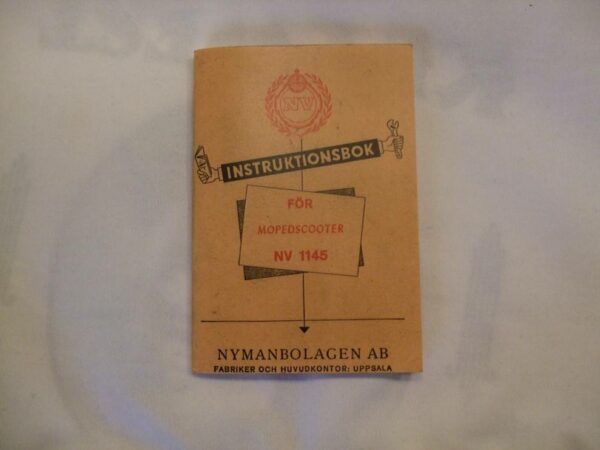 NV
INSTRUKTIONSBOK
FÖR
MOPEDSCOOTER
NV 1145
NYMANBOLAGEN AB
FABRIKER OCH HUVUDKONTOR: UPPSALA